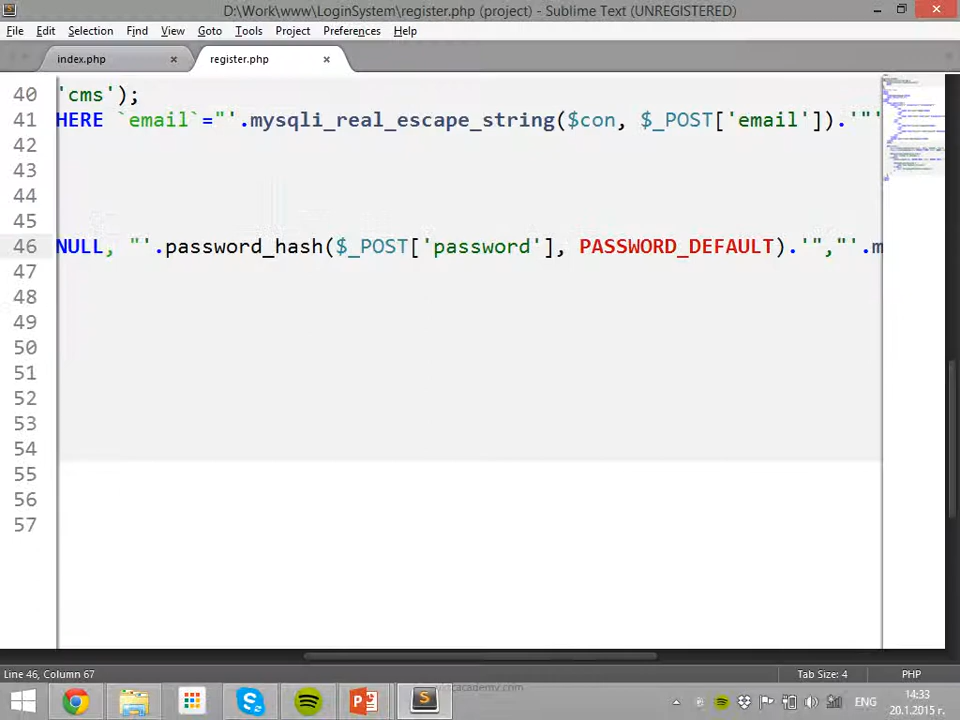 D:\Work\www\LoginSystem\register.php (project) - Sublime Text (UNREGISTERED)
File Edit Selection Find View Goto Tools Project Preferences Help
index.php × register.php ×
40 'cms');
41 HERE `email`="'.mysqli_real_escape_string($con, $_POST['email']).'"'
42
43
44
45
46 NULL, "'.password_hash($_POST['password'], PASSWORD_DEFAULT).'","'.m
47
48
49
50
51
52
53
54
55
56
57
Line 46, Column 67 Tab Size: 4 PHP
ENG 14:33
20.1.2015 г.